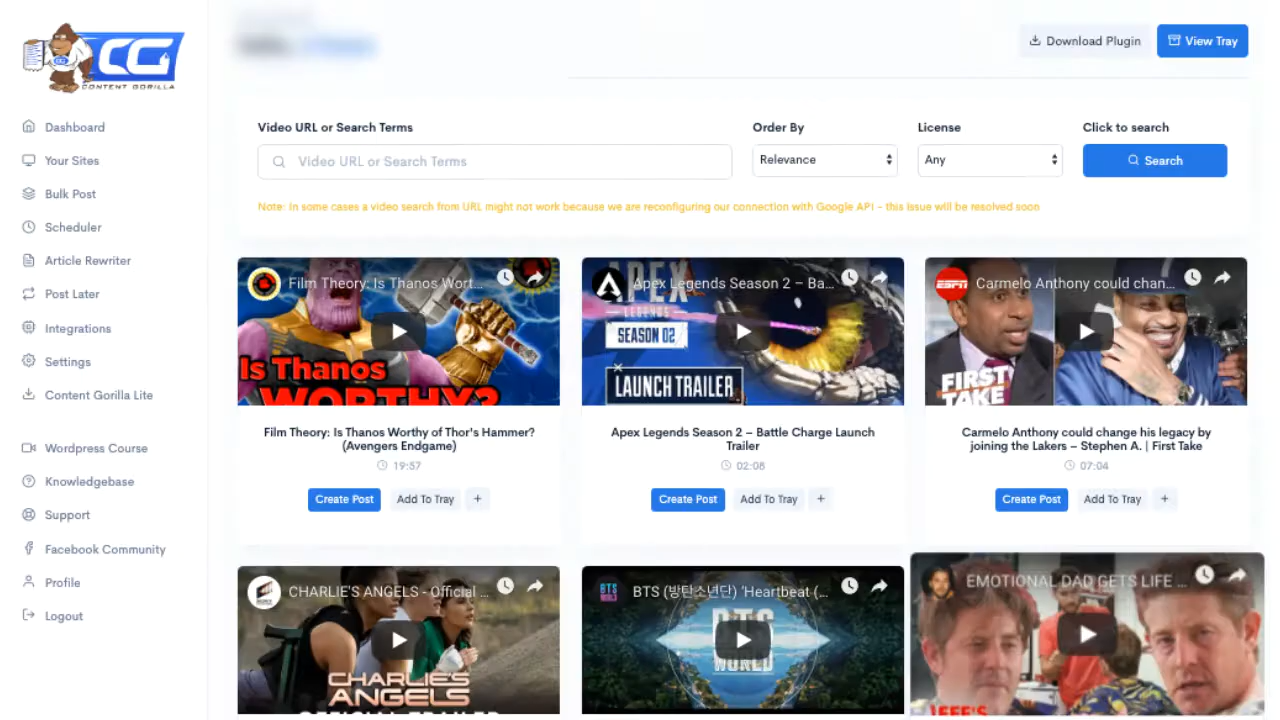 CG
CONTENT GORILLA
Download Plugin
View Tray
Dashboard
Your Sites
Bulk Post
Scheduler
Article Rewriter
Post Later
Integrations
Settings
Content Gorilla Lite
Wordpress Course
Knowledgebase
Support
Facebook Community
Profile
Logout
Video URL or Search Terms
Order By
License
Click to search
Video URL or Search Terms
Relevance
Any
Search
Note: In some cases a video search from URL might not work because we are reconfiguring our connection with Google API - this issue will be resolved soon
Film Theory: Is Thanos Wort...
Is Thanos
WORTHY?
Film Theory: Is Thanos Worthy of Thor's Hammer?
(Avengers Endgame)
19:57
Create Post
Add To Tray
+
Apex Legends Season 2 – Ba...
APEX
LEGENDS
SEASON 02
LAUNCH TRAILER
Apex Legends Season 2 – Battle Charge Launch
Trailer
02:08
Create Post
Add To Tray
+
ESPN
Carmelo Anthony could chan...
FIRST
TAKE
Carmelo Anthony could change his legacy by
joining the Lakers – Stephen A. | First Take
07:04
Create Post
Add To Tray
+
CHARLIE'S ANGELS - Official ...
CHARLIE'S
ANGELS
OFFICIAL TRAILER
BTS WORLD
BTS (방탄소년단) 'Heartbeat (...
BTS
WORLD
EMOTIONAL DAD GETS LIFE ...
JEFF'S